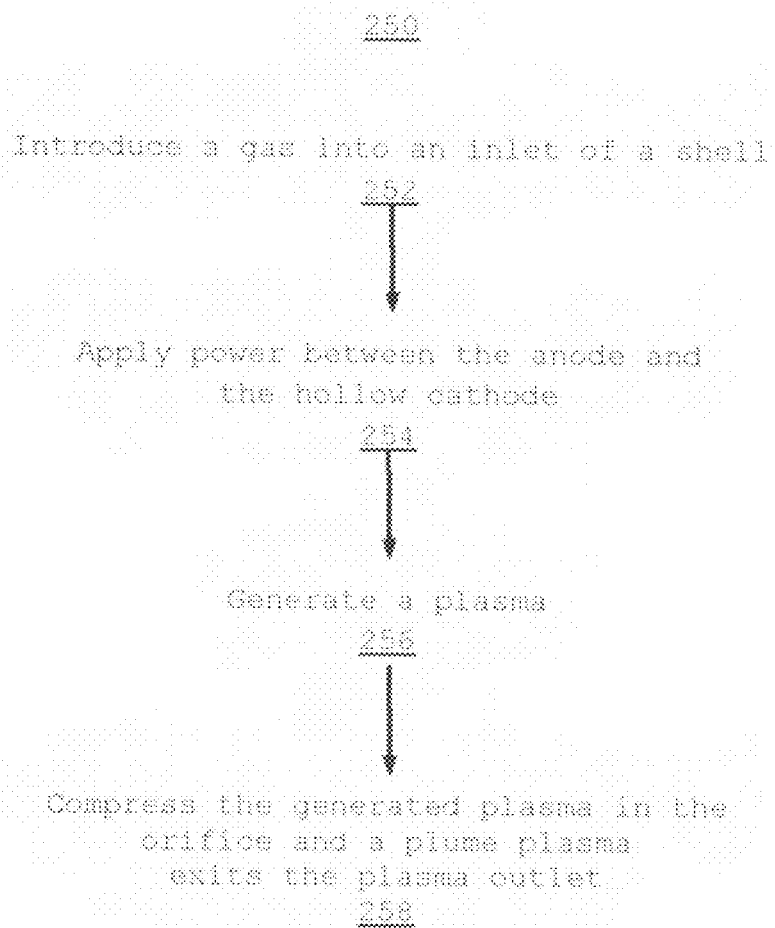 250
Introduce a gas into an inlet of a shell
252
Apply power between the anode and
the hollow cathode
254
Generate a plasma
256
Compress the generated plasma in the
orifice and a plume plasma
exits the plasma outlet
258